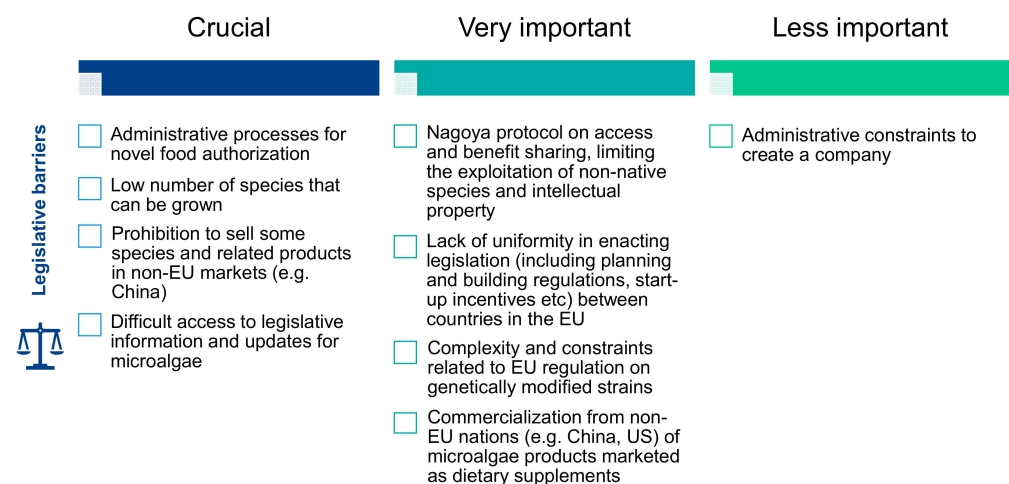 Crucial
Very important
Less important
Legislative barriers
Administrative processes for
novel food authorization
Low number of species that
can be grown
Prohibition to sell some
species and related products
in non-EU markets (e.g.
China)
Difficult access to legislative
information and updates for
microalgae
Nagoya protocol on access
and benefit sharing, limiting
the exploitation of non-native
species and intellectual
property
Lack of uniformity in enacting
legislation (including planning
and building regulations, start-
up incentives etc) between
countries in the EU
Complexity and constraints
related to EU regulation on
genetically modified strains
Commercialization from non-
EU nations (e.g. China, US) of
microalgae products marketed
as dietary supplements
Administrative constraints to
create a company